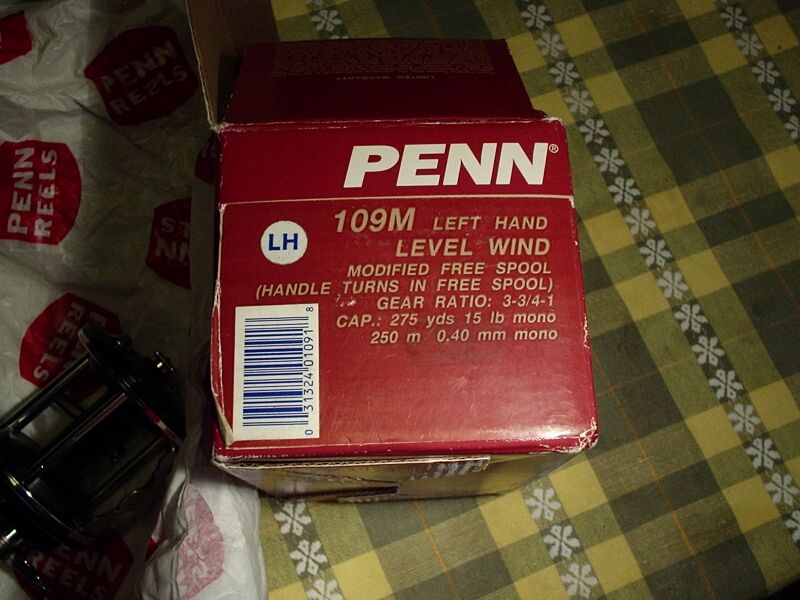 PENN
REELS
PENN
REELS
LIMITED WARRANTY
PENN®
109M LEFT HAND
LH
LEVEL WIND
MODIFIED FREE SPOOL
(HANDLE TURNS IN FREE SPOOL)
GEAR RATIO: 3-3/4-1
CAP.: 275 yds 15 lb mono
250 m 0.40 mm mono
0 31324 01091 8
PENN
REELS